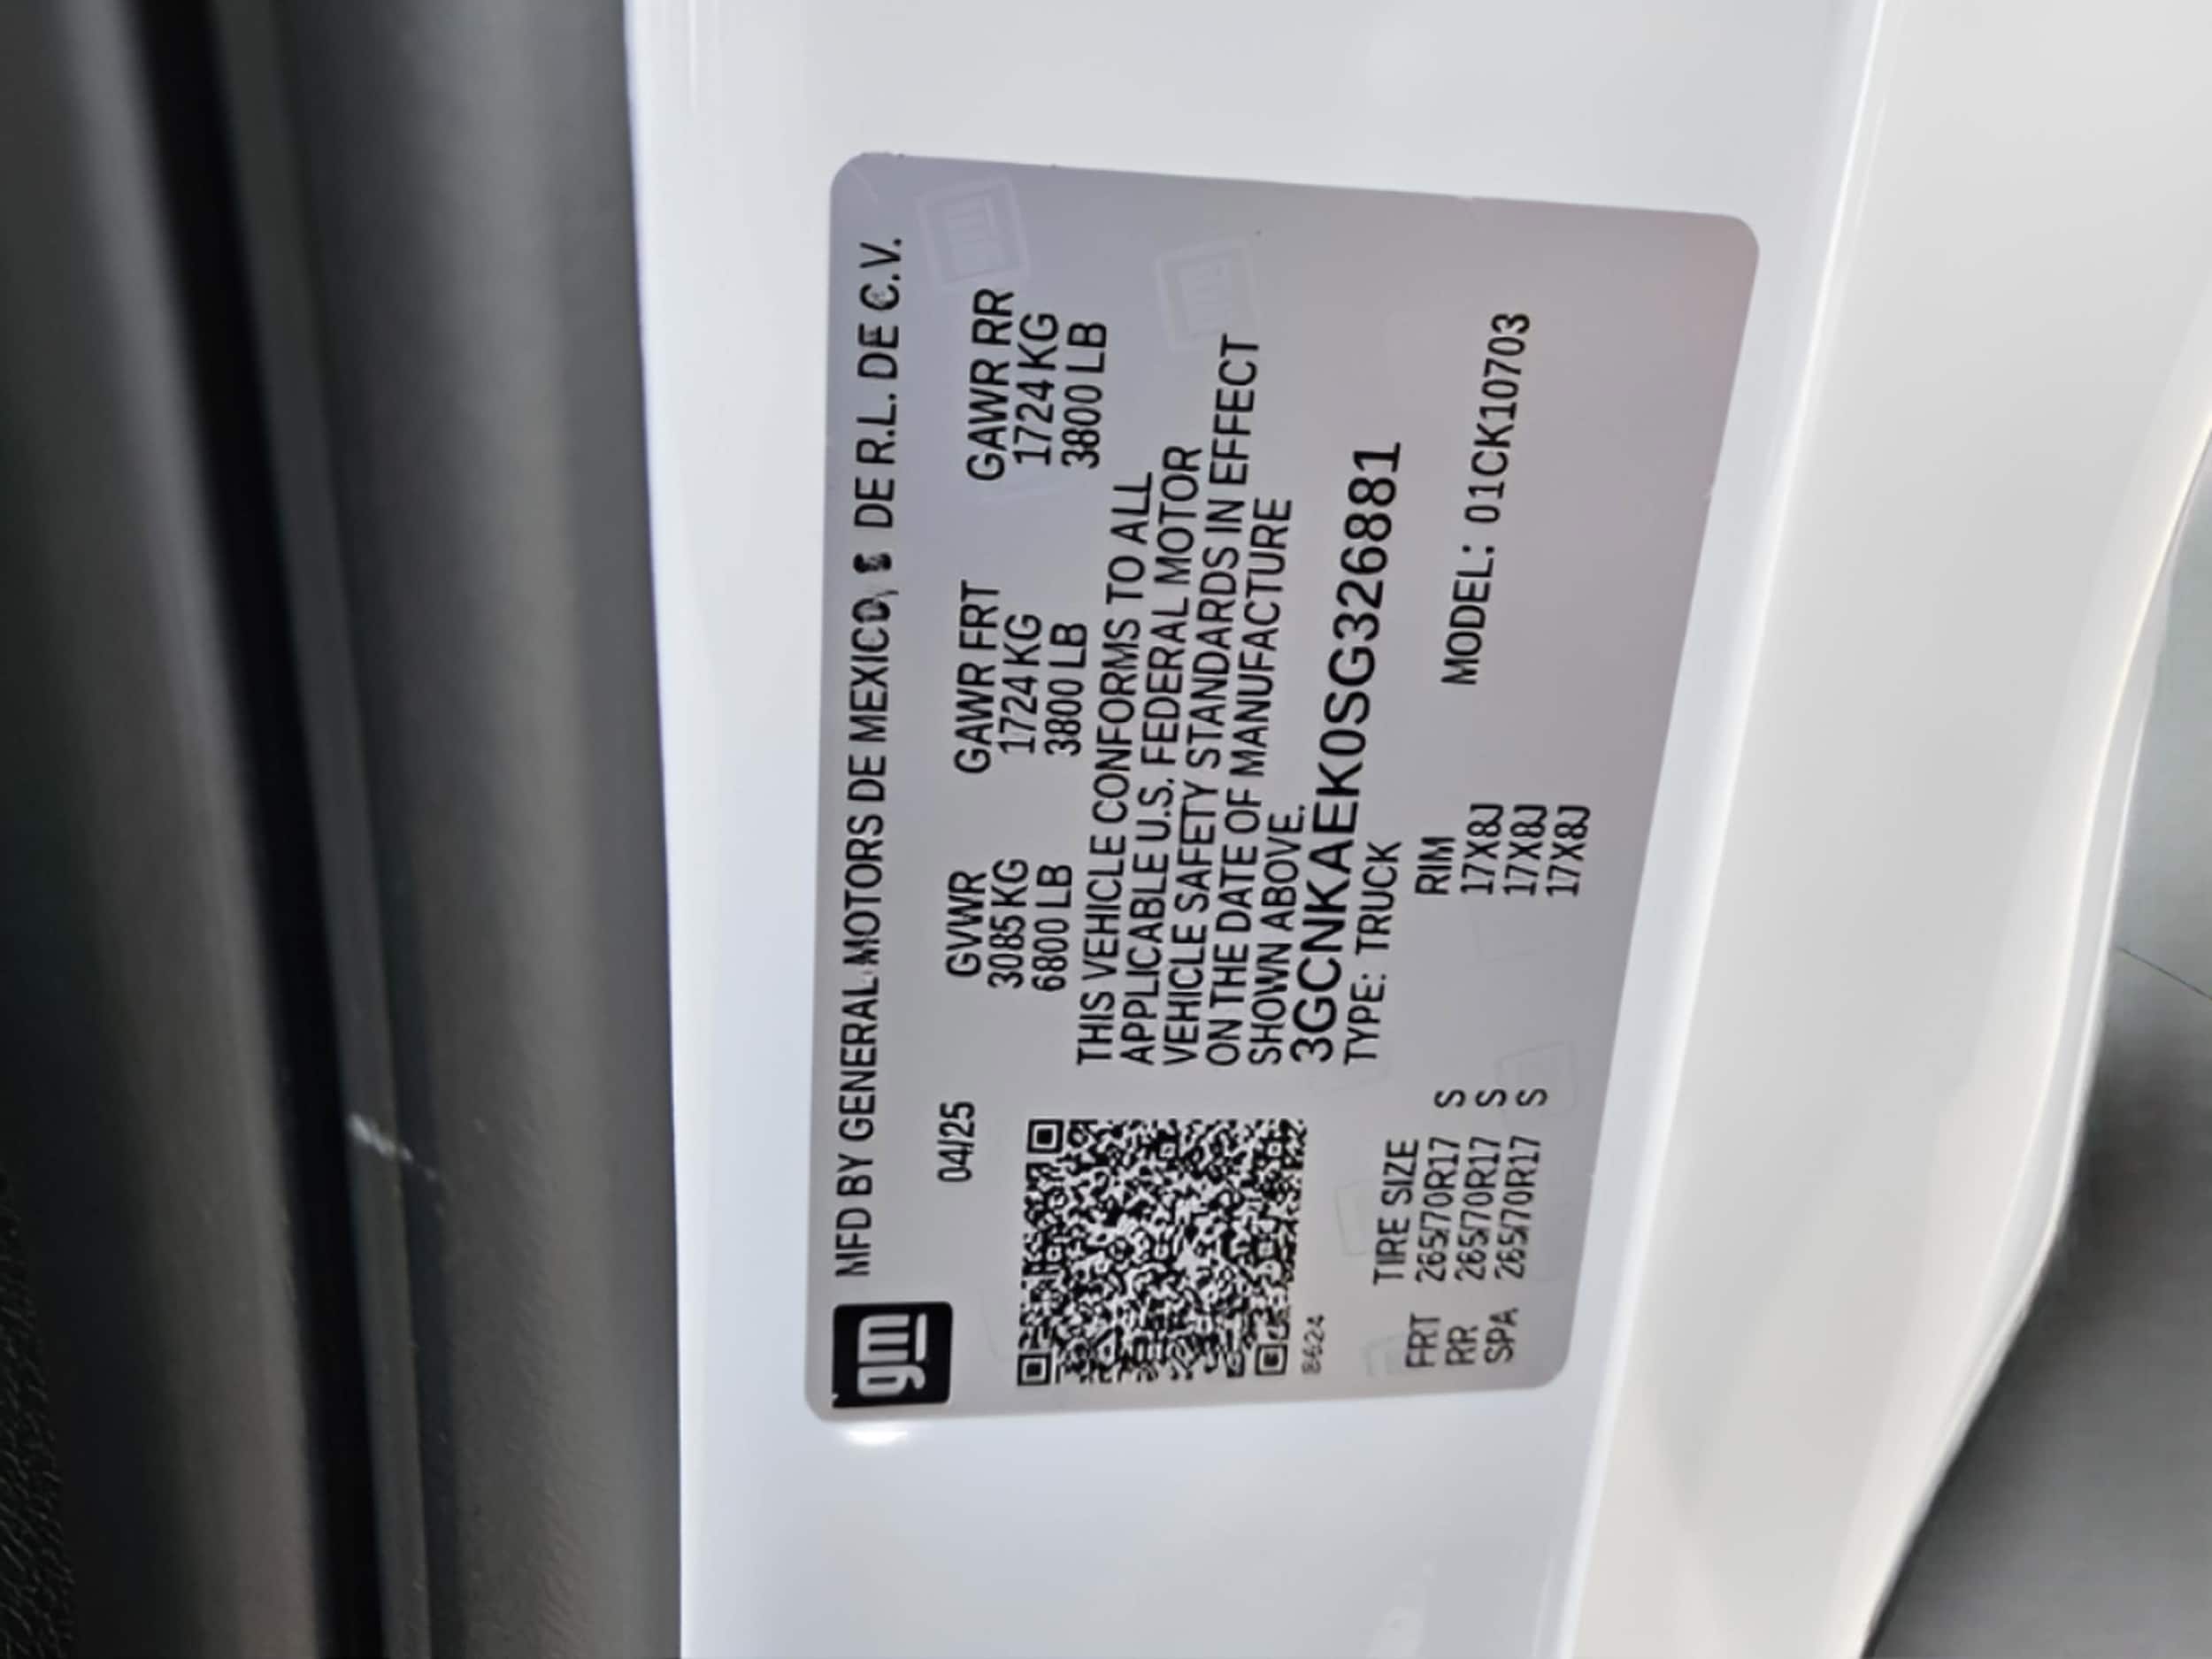 gm
MFD BY GENERAL MOTORS DE MEXICO, S DE R.L. DE C.V.
04/25
GVWR GAWR FRT GAWR RR
3085 KG 1724 KG 1724 KG
6800 LB 3800 LB 3800 LB
THIS VEHICLE CONFORMS TO ALL
APPLICABLE U.S. FEDERAL MOTOR
VEHICLE SAFETY STANDARDS IN EFFECT
ON THE DATE OF MANUFACTURE
SHOWN ABOVE.
3GCNKAEK0SG326881
TYPE: TRUCK
8624
TIRE SIZE RIM MODEL: 01CK10703
FRT 265/70R17 S 17X8J
RR 265/70R17 S 17X8J
SPA 265/70R17 S 17X8J